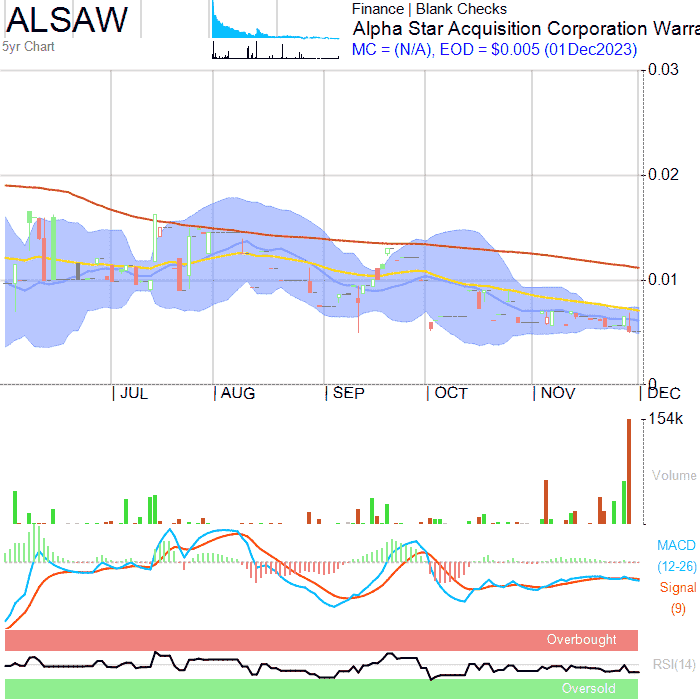 ALSAW
5yr Chart
Finance | Blank Checks
Alpha Star Acquisition Corporation Warra
MC = (N/A), EOD = $0.005 (01Dec2023)
0.03
0.02
0.01
0
JUL AUG SEP OCT NOV DEC
154k
Volume
MACD
(12-26)
Signal
(9)
Overbought
RSI(14)
Oversold